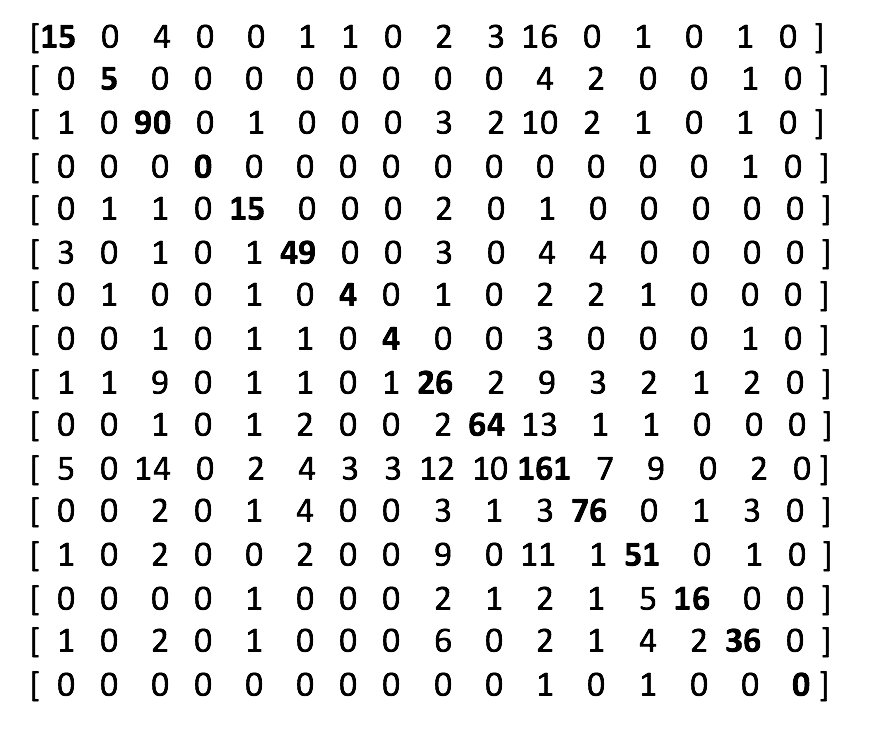 [15 0 4 0 0 1 1 0 2 3 16 0 1 0 1 0 ]
[ 0 5 0 0 0 0 0 0 0 0 4 2 0 0 1 0 ]
[ 1 0 90 0 1 0 0 0 3 2 10 2 1 0 1 0 ]
[ 0 0 0 0 0 0 0 0 0 0 0 0 0 0 1 0 ]
[ 0 1 1 0 15 0 0 0 2 0 1 0 0 0 0 0 ]
[ 3 0 1 0 1 49 0 0 3 0 4 4 0 0 0 0 ]
[ 0 1 0 0 1 0 4 0 1 0 2 2 1 0 0 0 ]
[ 0 0 1 0 1 1 0 4 0 0 3 0 0 0 1 0 ]
[ 1 1 9 0 1 1 0 1 26 2 9 3 2 1 2 0 ]
[ 0 0 1 0 1 2 0 0 2 64 13 1 1 0 0 0 ]
[ 5 0 14 0 2 4 3 3 12 10 161 7 9 0 2 0]
[ 0 0 2 0 1 4 0 0 3 1 3 76 0 1 3 0 ]
[ 1 0 2 0 0 2 0 0 9 0 11 1 51 0 1 0 ]
[ 0 0 0 0 1 0 0 0 2 1 2 1 5 16 0 0 ]
[ 1 0 2 0 1 0 0 0 6 0 2 1 4 2 36 0 ]
[ 0 0 0 0 0 0 0 0 0 0 1 0 1 0 0 0 ]